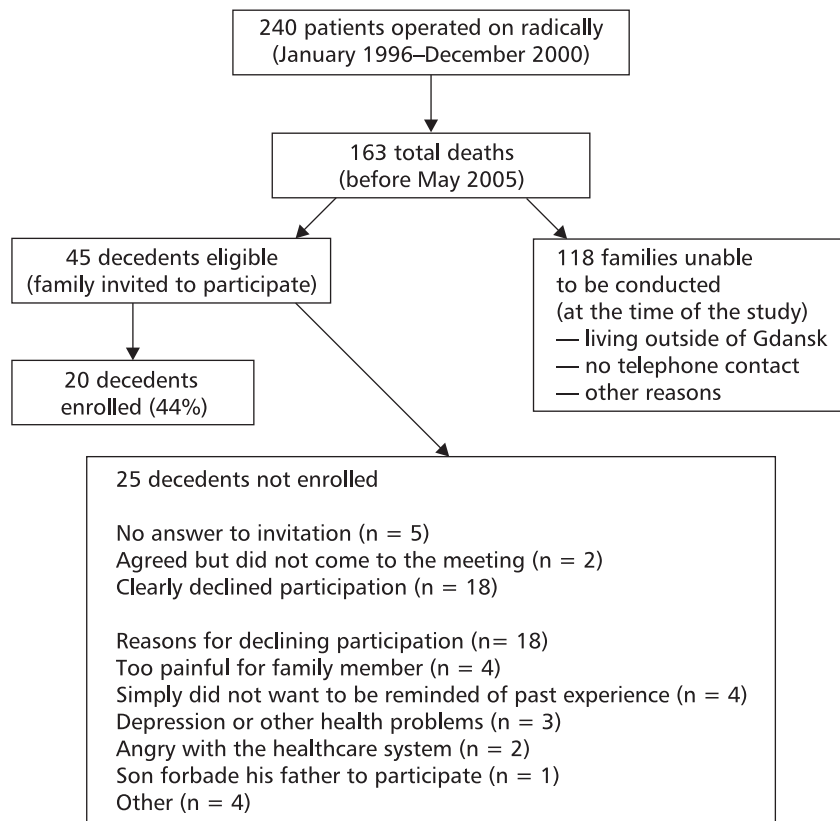 240 patients operated on radically
(January 1996–December 2000)
163 total deaths
(before May 2005)
45 decedents eligible
(family invited to participate)
118 families unable
to be conducted
(at the time of the study)
— living outside of Gdansk
— no telephone contact
— other reasons
20 decedents
enrolled (44%)
25 decedents not enrolled
No answer to invitation (n = 5)
Agreed but did not come to the meeting (n = 2)
Clearly declined participation (n = 18)
Reasons for declining participation (n= 18)
Too painful for family member (n = 4)
Simply did not want to be reminded of past experience (n = 4)
Depression or other health problems (n = 3)
Angry with the healthcare system (n = 2)
Son forbade his father to participate (n = 1)
Other (n = 4)